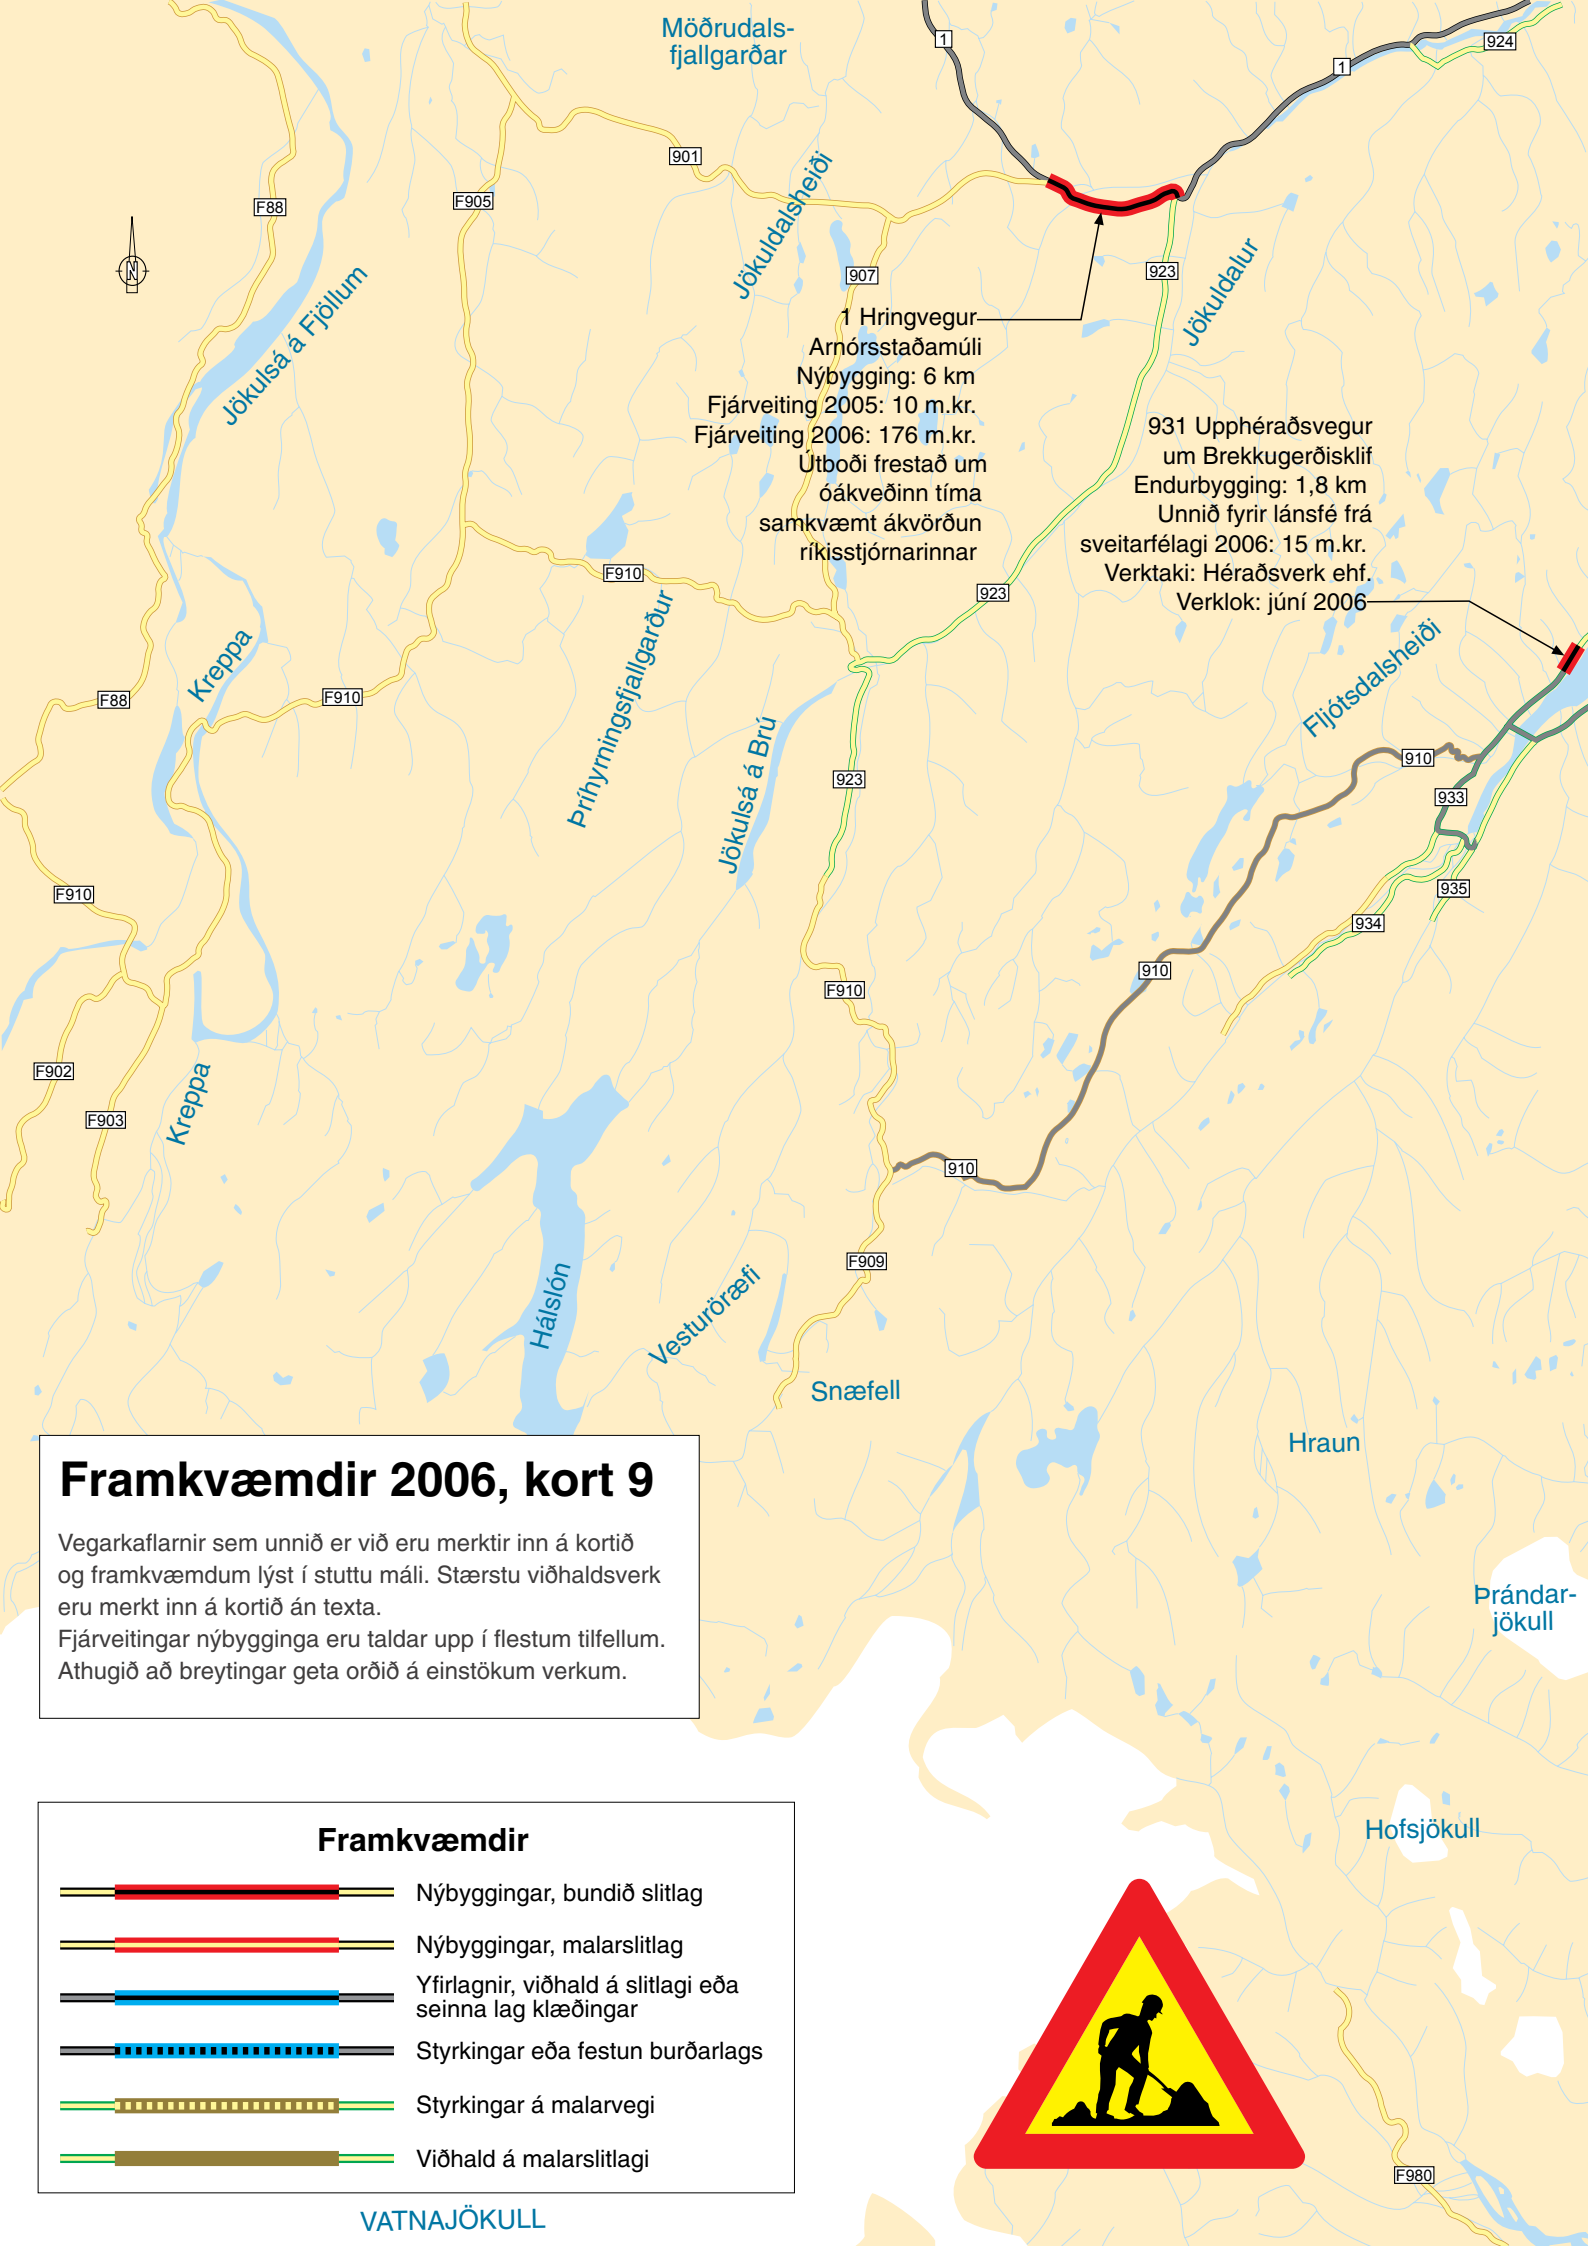 Möðrudals-
fjallgarðar
1
1
924
901
F88
F905
Jökuldalsheiði
907
923
Jökuldalur
Jökulsá á Fjöllum
1 Hringvegur
Arnórsstaðamúli
Nýbygging: 6 km
Fjárveiting 2005: 10 m.kr.
Fjárveiting 2006: 176 m.kr.
Útboði frestað um
óákveðinn tíma
samkvæmt ákvörðun
ríkisstjórnarinnar
931 Upphéraðsvegur
um Brekkugerðisklif
Endurbygging: 1,8 km
Unnið fyrir lánsfé frá
sveitarfélagi 2006: 15 m.kr.
Verktaki: Héraðsverk ehf.
Verklok: júní 2006
F910
923
Kreppa
Þríhyrningsfjallgarður
Fljótsdalsheiði
F88
F910
Jökulsá á Brú
923
910
933
F910
935
934
910
F910
F902
Kreppa
F903
910
F909
Hálslón
Vesturöræfi
Snæfell
Hraun
Framkvæmdir 2006, kort 9
Vegarkaflarnir sem unnið er við eru merktir inn á kortið
og framkvæmdum lýst í stuttu máli. Stærstu viðhaldsverk
eru merkt inn á kortið án texta.
Fjárveitingar nýbygginga eru taldar upp í flestum tilfellum.
Athugið að breytingar geta orðið á einstökum verkum.
Þrándar-
jökull
Hofsjökull
Framkvæmdir
Nýbyggingar, bundið slitlag
Nýbyggingar, malarslitlag
Yfirlagnir, viðhald á slitlagi eða
seinna lag klæðingar
Styrkingar eða festun burðarlags
Styrkingar á malarvegi
Viðhald á malarslitlagi
F980
VATNAJÖKULL
N